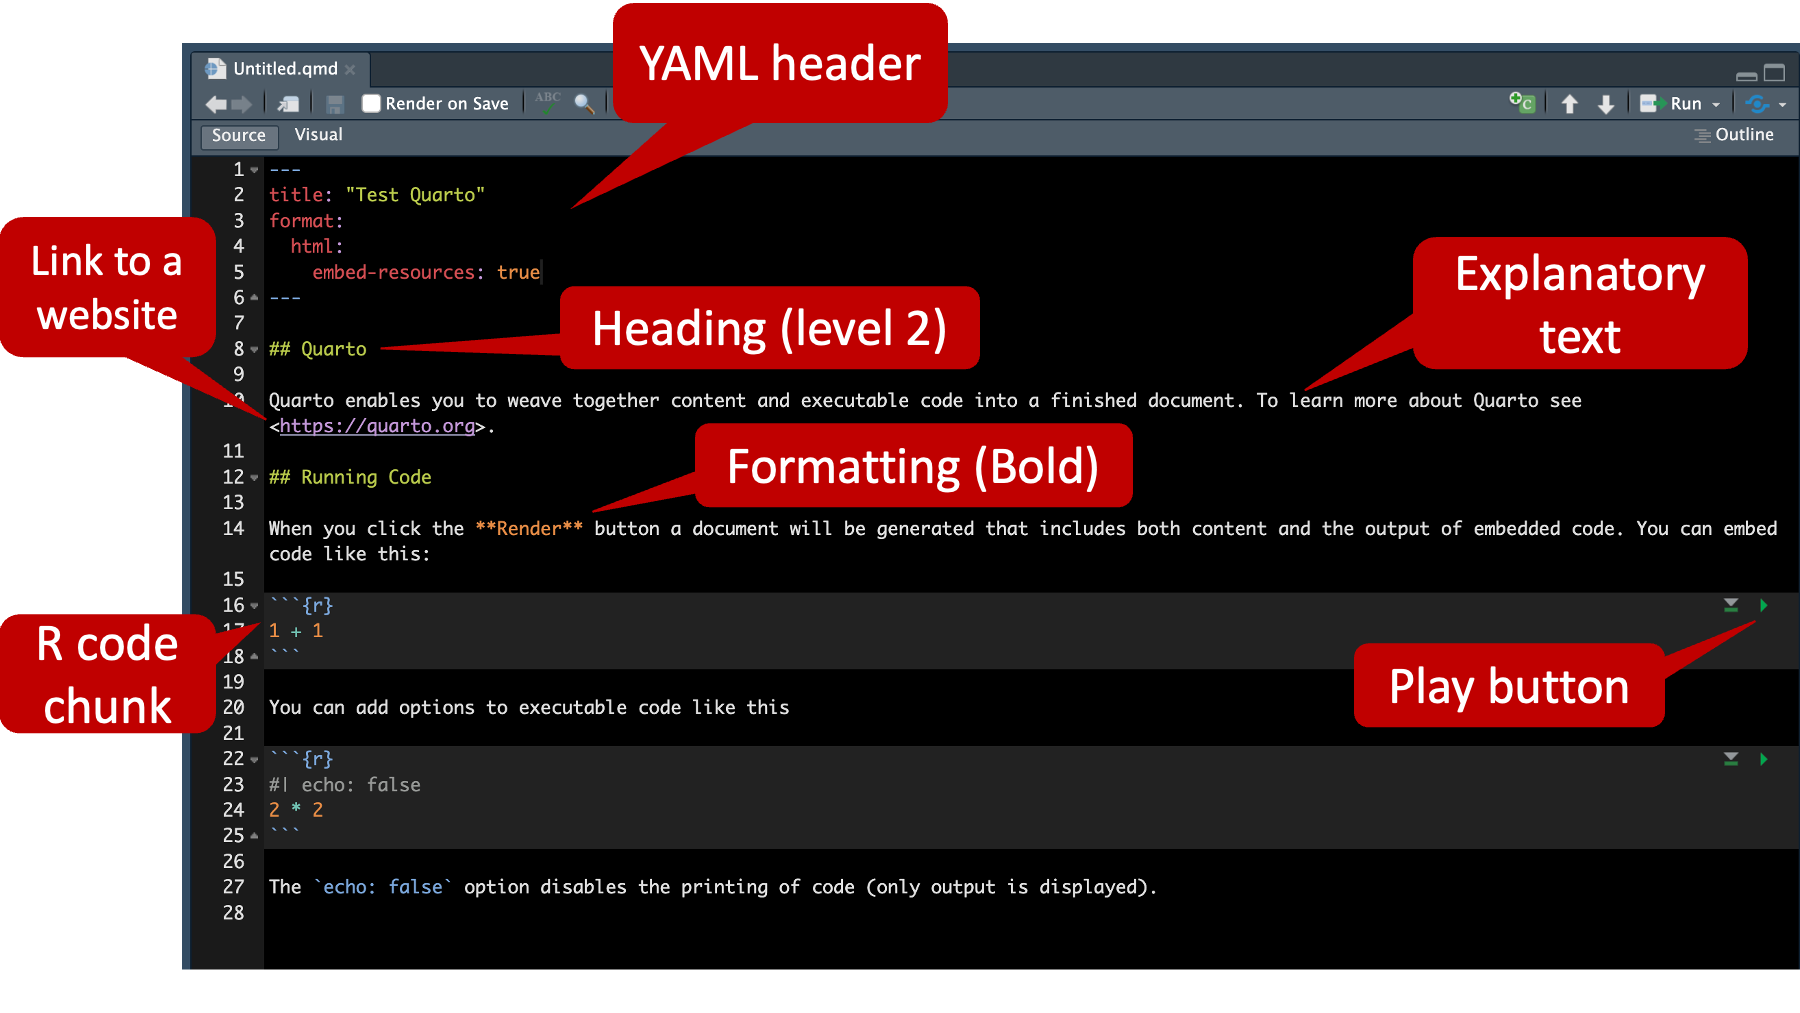 YAML header
Untitled.qmd
Render on Save
ABC
C
Run
Source
Visual
Outline
1 ---
2 title: "Test Quarto"
3 format:
4 html:
5 embed-resources: true
6 ---
7
Link to a
website
Explanatory
text
Heading (level 2)
8 ## Quarto
9
10 Quarto enables you to weave together content and executable code into a finished document. To learn more about Quarto see
<https://quarto.org>.
11
Formatting (Bold)
12 ## Running Code
13
14 When you click the **Render** button a document will be generated that includes both content and the output of embedded code. You can embed
code like this:
15
16 ```{r}
17 1 + 1
18 ```
R code
chunk
Play button
19
20 You can add options to executable code like this
21
22 ```{r}
23 #| echo: false
24 2 * 2
25 ```
26
27 The `echo: false` option disables the printing of code (only output is displayed).
28